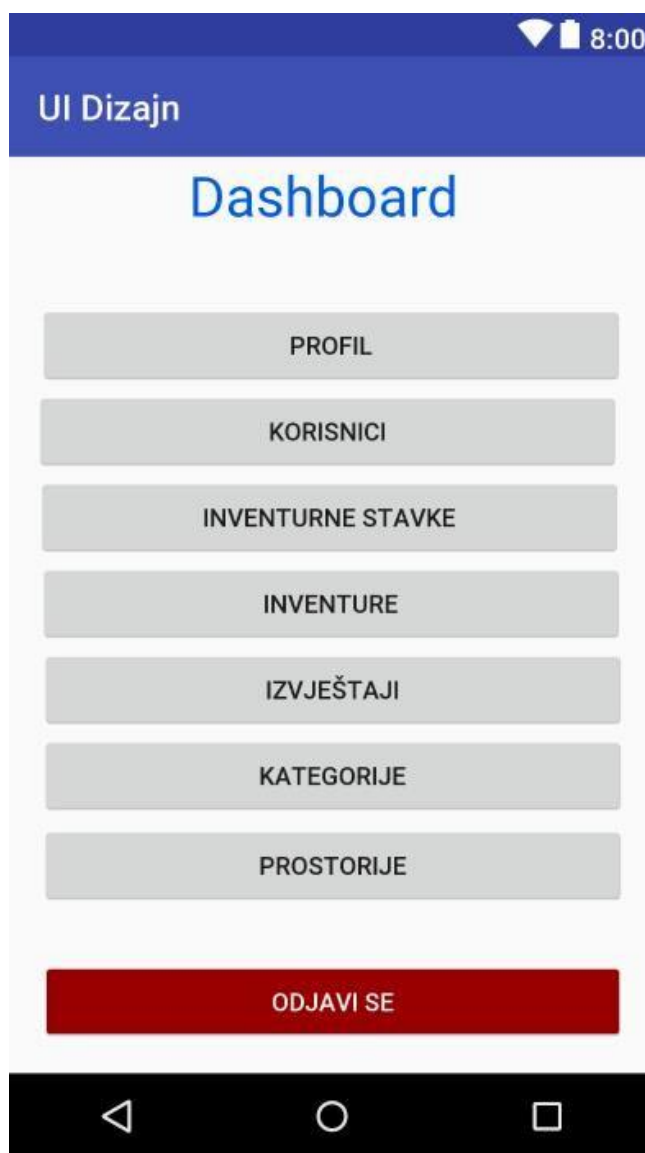 8:00
UI Dizajn
Dashboard
PROFIL
KORISNICI
INVENTURNE STAVKE
INVENTURE
IZVJEŠTAJI
KATEGORIJE
PROSTORIJE
ODJAVI SE